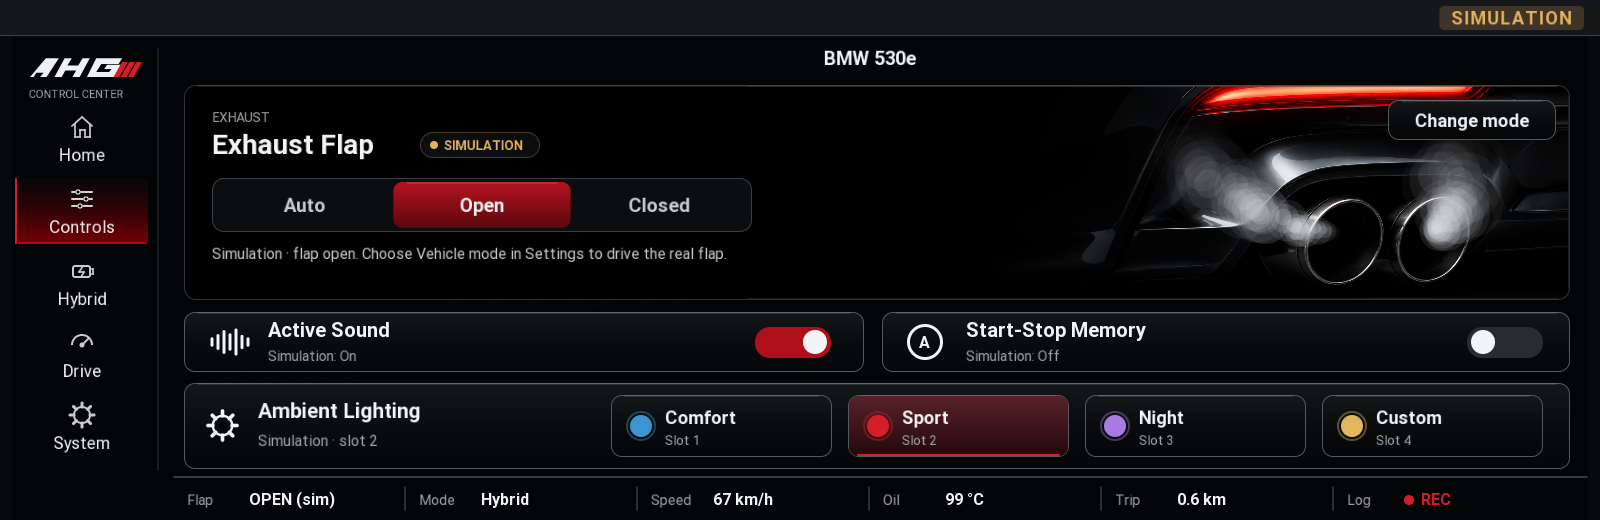 SIMULATION
BMW 530e
AHG
CONTROL CENTER
Home
Controls
Hybrid
Drive
System
EXHAUST
Exhaust Flap
SIMULATION
Change mode
Auto
Open
Closed
Simulation · flap open. Choose Vehicle mode in Settings to drive the real flap.
Active Sound
Simulation: On
A
Start-Stop Memory
Simulation: Off
Ambient Lighting
Simulation · slot 2
Comfort
Slot 1
Sport
Slot 2
Night
Slot 3
Custom
Slot 4
Flap OPEN (sim)
Mode Hybrid
Speed 67 km/h
Oil 99 °C
Trip 0.6 km
Log REC